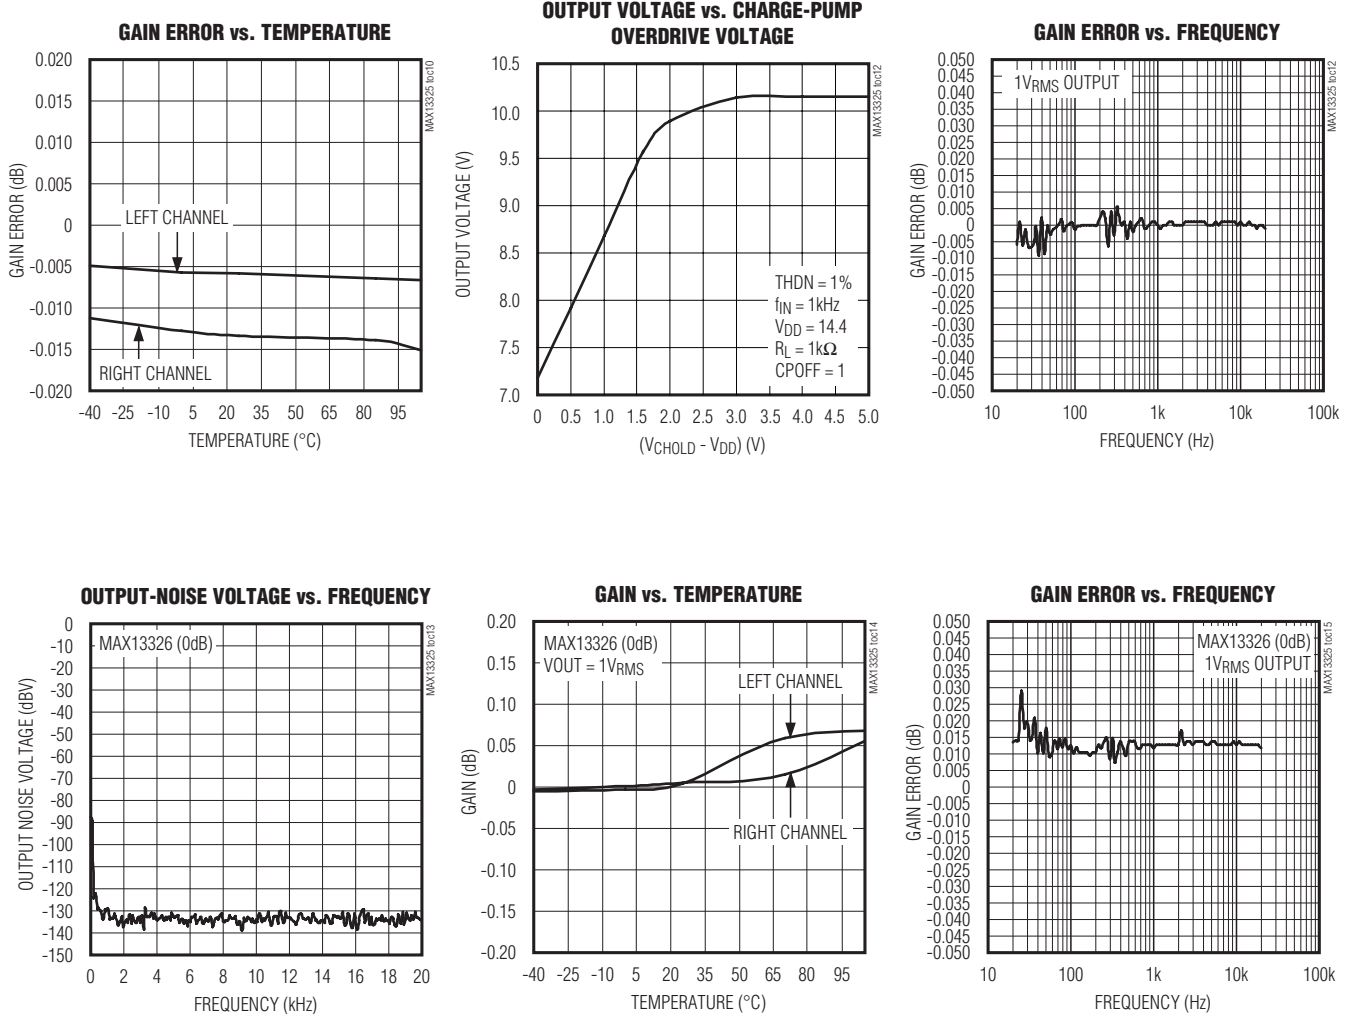 GAIN ERROR vs. TEMPERATURE
MAX13325 toc10
GAIN ERROR (dB)
0.020
0.015
0.010
0.005
0
-0.005
-0.010
-0.015
-0.020
LEFT CHANNEL
RIGHT CHANNEL
-40 -25 -10 5 20 35 50 65 80 95
TEMPERATURE (°C)
OUTPUT VOLTAGE vs. CHARGE-PUMP
OVERDRIVE VOLTAGE
MAX13325 toc12
OUTPUT VOLTAGE (V)
10.5
10.0
9.5
9.0
8.5
8.0
7.5
7.0
THDN = 1%
fIN = 1kHz
VDD = 14.4
RL = 1kΩ
CPOFF = 1
0 0.5 1.0 1.5 2.0 2.5 3.0 3.5 4.0 4.5 5.0
(VCHOLD - VDD) (V)
GAIN ERROR vs. FREQUENCY
MAX13325 toc12
GAIN ERROR (dB)
0.050
0.045
0.040
0.035
0.030
0.025
0.020
0.015
0.010
0.005
0
-0.005
-0.010
-0.015
-0.020
-0.025
-0.030
-0.035
-0.040
-0.045
-0.050
1VRMS OUTPUT
10 100 1k 10k 100k
FREQUENCY (Hz)
OUTPUT-NOISE VOLTAGE vs. FREQUENCY
MAX13325 toc13
OUTPUT NOISE VOLTAGE (dBV)
0
-10
-20
-30
-40
-50
-60
-70
-80
-90
-100
-110
-120
-130
-140
-150
MAX13326 (0dB)
0 2 4 6 8 10 12 14 16 18 20
FREQUENCY (kHz)
GAIN vs. TEMPERATURE
MAX13325 toc14
GAIN (dB)
0.20
0.15
0.10
0.05
0
-0.05
-0.10
-0.15
-0.20
MAX13326 (0dB)
VOUT = 1VRMS
LEFT CHANNEL
RIGHT CHANNEL
-40 -25 -10 5 20 35 50 65 80 95
TEMPERATURE (°C)
GAIN ERROR vs. FREQUENCY
MAX13325 toc15
GAIN ERROR (dB)
0.050
0.045
0.040
0.035
0.030
0.025
0.020
0.015
0.010
0.005
0
-0.005
-0.010
-0.015
-0.020
-0.025
-0.030
-0.035
-0.040
-0.045
-0.050
MAX13326 (0dB)
1VRMS OUTPUT
10 100 1k 10k 100k
FREQUENCY (Hz)